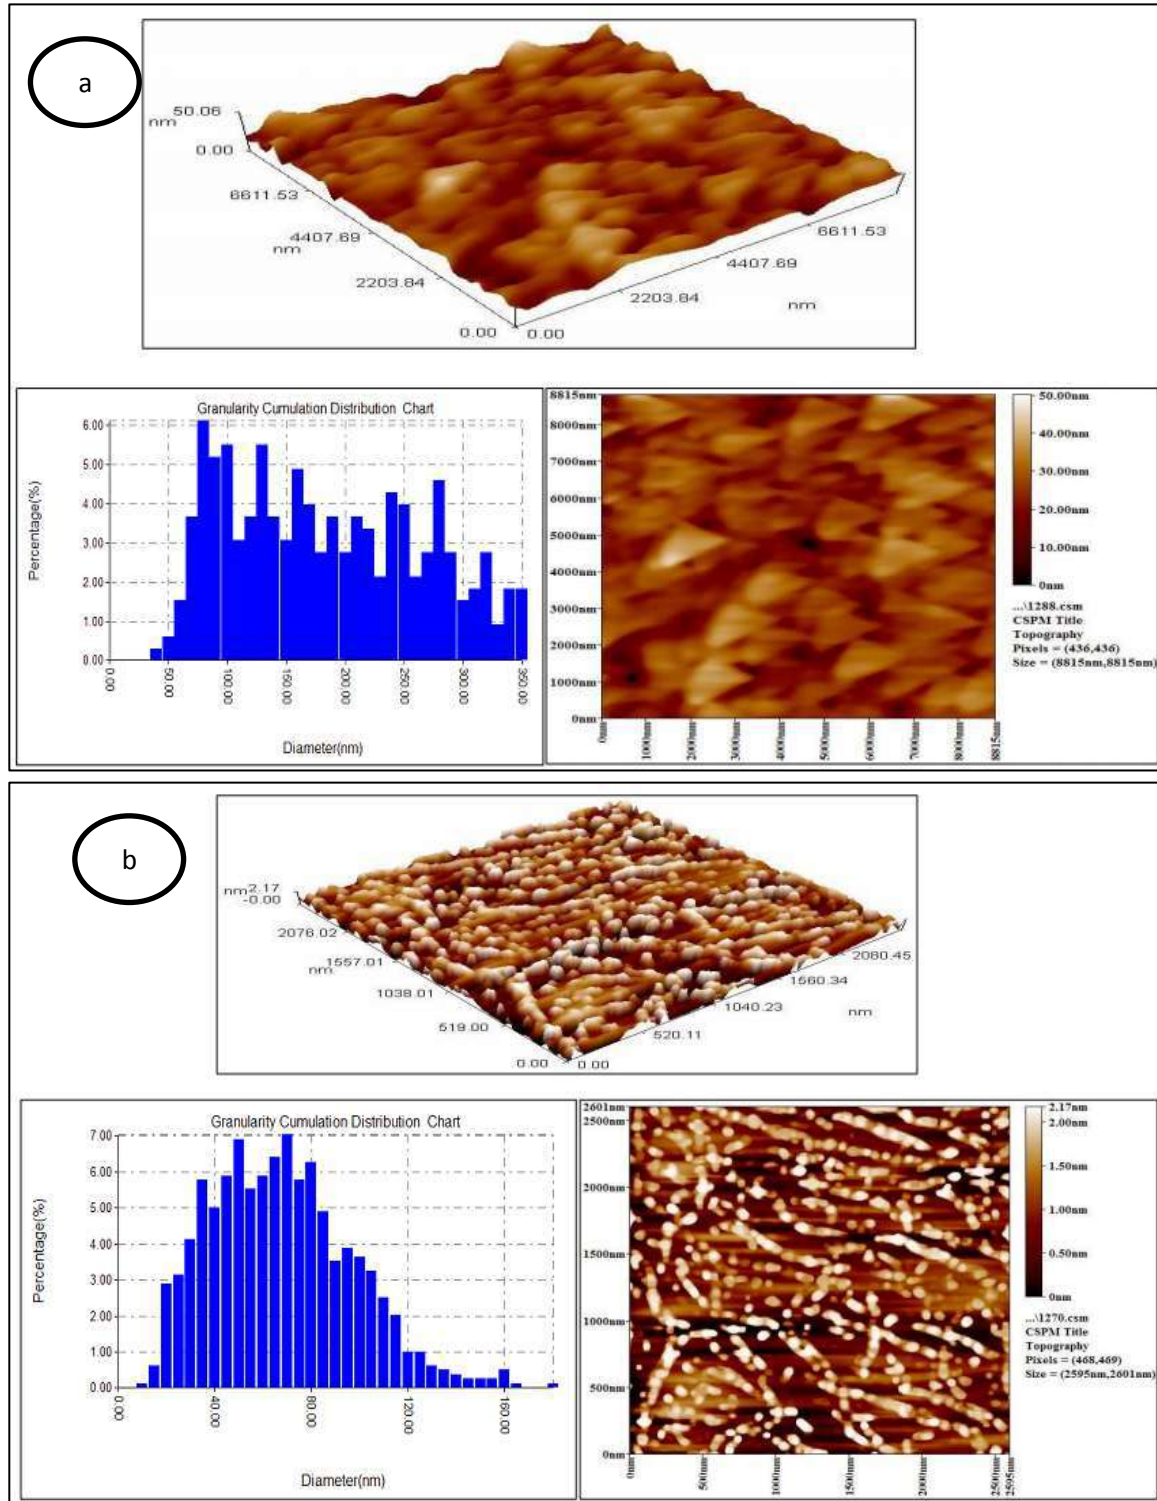 a
50.06
nm
0.00
6611.53
4407.69
nm
2203.84
0.00
0.00
2203.84
4407.69
6611.53
nm
Granularity Cumulation Distribution Chart
Percentage(%)
6.00
5.00
4.00
3.00
2.00
1.00
0.00
0.00
50.00
100.00
150.00
200.00
250.00
300.00
350.00
Diameter(nm)
8815nm
8000nm
7000nm
6000nm
5000nm
4000nm
3000nm
2000nm
1000nm
0nm
0nm
1000nm
2000nm
3000nm
4000nm
5000nm
6000nm
7000nm
8000nm
8815nm
50.00nm
40.00nm
30.00nm
20.00nm
10.00nm
0nm
...\1288.csm
CSPM Title
Topography
Pixels = (436,436)
Size = (8815nm,8815nm)
b
nm 2.17
-0.00
2076.02
1557.01
nm
1038.01
519.00
0.00
0.00
520.11
1040.23
1560.34
2080.45
nm
Granularity Cumulation Distribution Chart
Percentage(%)
7.00
6.00
5.00
4.00
3.00
2.00
1.00
0.00
0.00
40.00
80.00
120.00
160.00
Diameter(nm)
2601nm
2500nm
2000nm
1500nm
1000nm
500nm
0nm
0nm
500nm
1000nm
1500nm
2000nm
2500nm
2595nm
2.17nm
2.00nm
1.50nm
1.00nm
0.50nm
0nm
...\1270.csm
CSPM Title
Topography
Pixels = (468,469)
Size = (2595nm,2601nm)